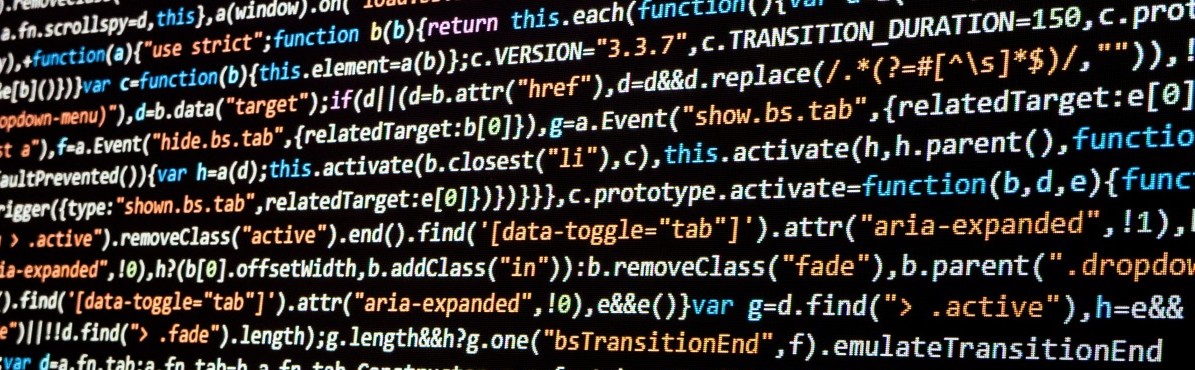 a.fn.scrollspy=d,this},a(window).on(
),+function(a){"use strict";function b(b){return this.each(function(){var
e[b]()})}var c=function(b){this.element=a(b)};c.VERSION="3.3.7",c.TRANSITION_DURATION=150,c.prot
opdown-menu)"),d=b.data("target");if(d||(d=b.attr("href"),d=d&&d.replace(/.*(?=#[^\s]*$)/,"")),!
st a"),f=a.Event("hide.bs.tab",{relatedTarget:b[0]}),g=a.Event("show.bs.tab",{relatedTarget:e[0]
aultPrevented()){var h=a(d);this.activate(b.closest("li"),c),this.activate(h,h.parent(),functio
rigger({type:"shown.bs.tab",relatedTarget:e[0]})})}}},c.prototype.activate=function(b,d,e){func
> .active").removeClass("active").end().find('[data-toggle="tab"]').attr("aria-expanded",!1),
ia-expanded",!0),h?(b[0].offsetWidth,b.addClass("in")):b.removeClass("fade"),b.parent(".dropdow
).find('[data-toggle="tab"]').attr("aria-expanded",!0),e&&e()}var g=d.find("> .active"),h=e&&
e")||!!d.find("> .fade").length);g.length&&h?g.one("bsTransitionEnd",f).emulateTransitionEnd
var d=a.fn.tab;a.fn.tab=b,a.fn.tab.Constructor